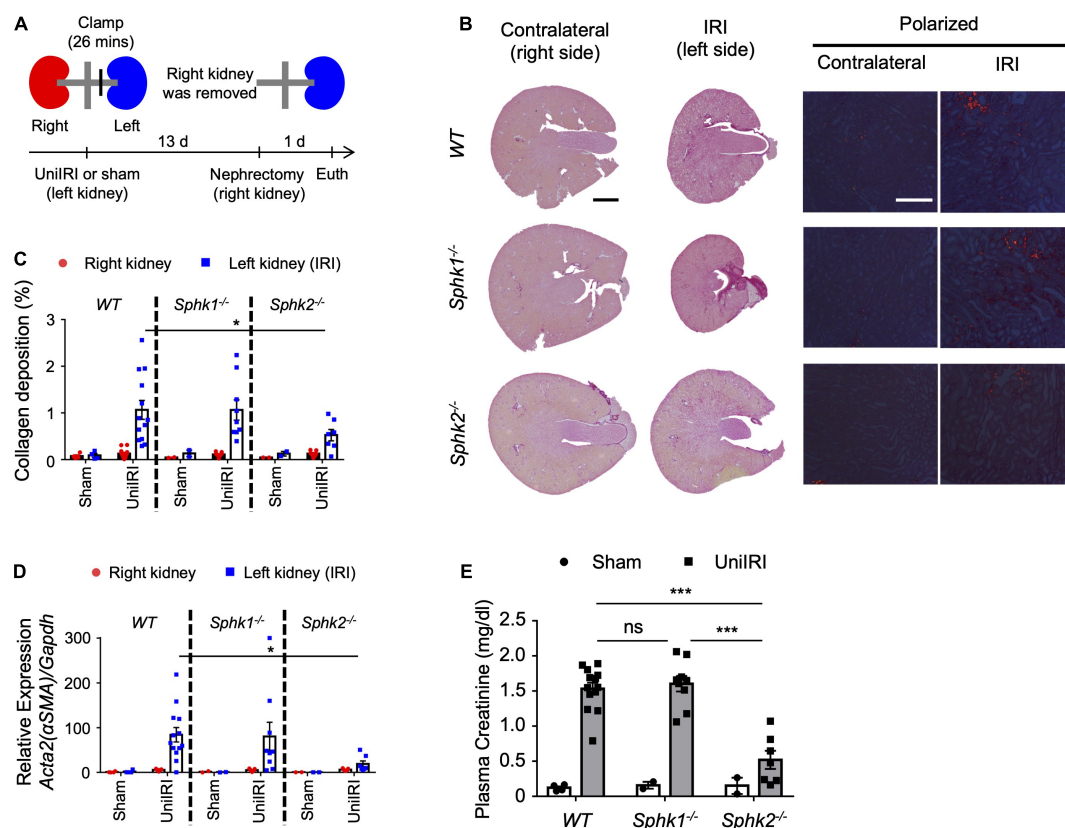 A
Clamp
(26 mins)
Right kidney
was removed
Right
Left
13 d
1 d
UniIRI or sham
(left kidney)
Nephrectomy
(right kidney)
Euth
B
Contralateral
(right side)
IRI
(left side)
Polarized
Contralateral
IRI
WT
Sphk1-/-
Sphk2-/-
C
Right kidney
Left kidney (IRI)
WT
Sphk1-/-
Sphk2-/-
*
Collagen deposition (%)
3
2
1
0
Sham
UniIRI
Sham
UniIRI
Sham
UniIRI
D
Right kidney
Left kidney (IRI)
WT
Sphk1-/-
Sphk2-/-
*
Relative Expression
Acta2(αSMA)/Gapdh
300
200
100
0
Sham
UniIRI
Sham
UniIRI
Sham
UniIRI
E
Sham
UniIRI
***
ns
***
Plasma Creatinine (mg/dl)
2.5
2.0
1.5
1.0
0.5
0
WT
Sphk1-/-
Sphk2-/-